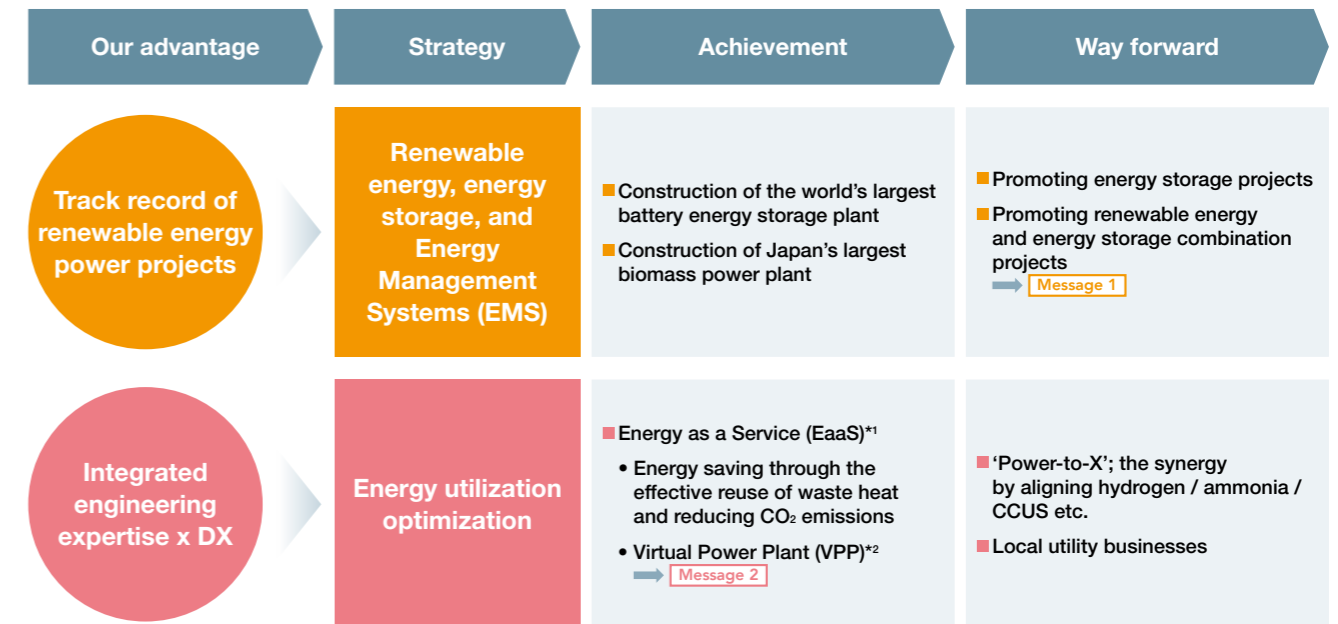 Our advantage
Strategy
Achievement
Way forward
Track record of
renewable energy
power projects
Renewable
energy, energy
storage, and
Energy
Management
Systems (EMS)
■Construction of the world’s largest
battery energy storage plant
■Construction of Japan’s largest
biomass power plant
■Promoting energy storage projects
■Promoting renewable energy
and energy storage combination
projects
Message 1
Integrated
engineering
expertise x DX
Energy utilization
optimization
■Energy as a Service (EaaS)*1
• Energy saving through the
effective reuse of waste heat
and reducing CO₂ emissions
• Virtual Power Plant (VPP)*2
Message 2
■‘Power-to-X’; the synergy
by aligning hydrogen / ammonia /
CCUS etc.
■Local utility businesses